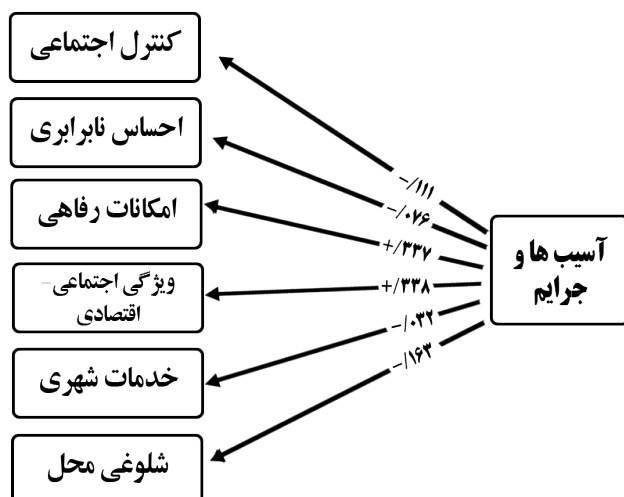 کنترل اجتماعی
احساس نابرابری
امکانات رفاهی
ویژگی اجتماعی-
اقتصادی
خدمات شهری
شلوغی محل
-/۱۱۱
-/۰۷۶
+/۳۳۷
+/۳۳۸
-/۰۳۲
-/۱۶۳
آسیب ها و
جرایم